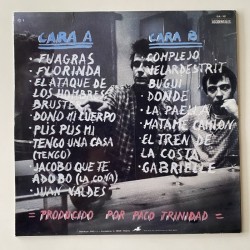 CARA A
FUAGRAS
FLORINDA
EL ATAQUE DE
LOS HOMBRES
BRUSTER
DONO MI CUERPO
PLIS PLIS MI
TENGO UNA CASA
(TENGO)
JACOBO QUE TE
ADOBO (LA COÑA)
JUAN VALDES
CARA B
COMPLEJO
NELARDESTRIT
BUGUI
DONDE
LA PAELLA
MATAME CAMION
EL TREN DE
LA COSTA
GABRIELLE
= PRODUCIDO POR PACO TRINIDAD =